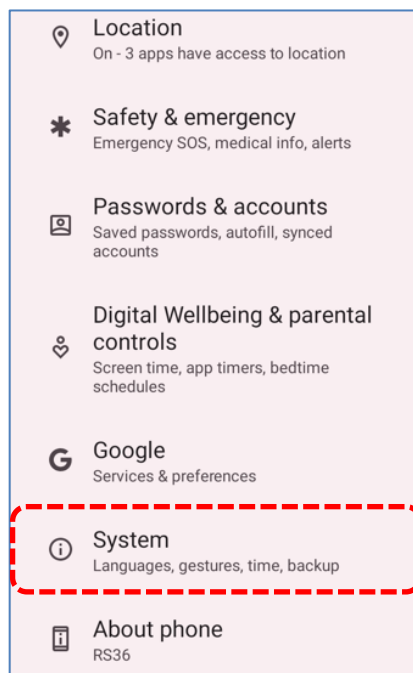 Location
On - 3 apps have access to location
Safety & emergency
Emergency SOS, medical info, alerts
Passwords & accounts
Saved passwords, autofill, synced
accounts
Digital Wellbeing & parental
controls
Screen time, app timers, bedtime
schedules
Google
Services & preferences
System
Languages, gestures, time, backup
About phone
RS36